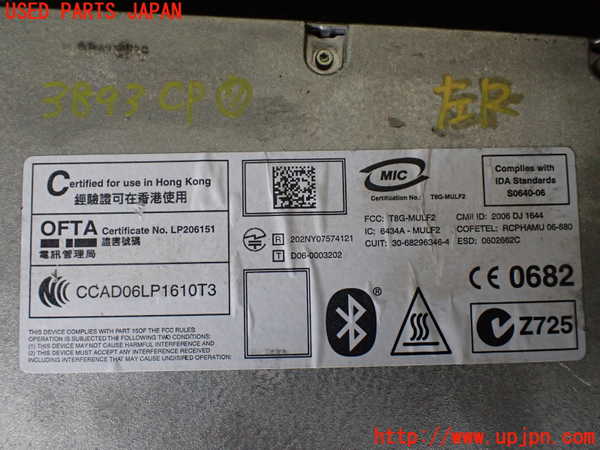 USED PARTS JAPAN
3893 CP ⑪
左R
Certified for use in Hong Kong
經驗證可在香港使用
OFTA Certificate No. LP206151
證書號碼
電訊管理局
CCAD06LP1610T3
THIS DEVICE COMPLIES WITH PART 15OF THE FCC RULES
OPERATION IS SUBJECTED THE FOLLOWING TWO CONDITIONS:
(1) THIS DEVICE MAY NOT CAUSE HARMFUL INTERFERENCE AND
(2) THIS DEVICE MUST ACCEPT ANY INTERFERENCE RECEIVED,
INCLUDING INTERFERENCE THAT MAY CAUSE UNDESIRED
OPERATION
R 202NY07574121
T D06-0003202
MIC
Certification No.: T8G-MULF2
Complies with
IDA Standards
S0640-06
FCC: T8G-MULF2 CMII ID: 2006 DJ 1644
IC: 6434A - MULF2 COFETEL: RCPHAMU 06-880
CUIT: 30-68296346-4 ESD: 0602662C
CE 0682
Z725
®
http://www.upjpn.com/